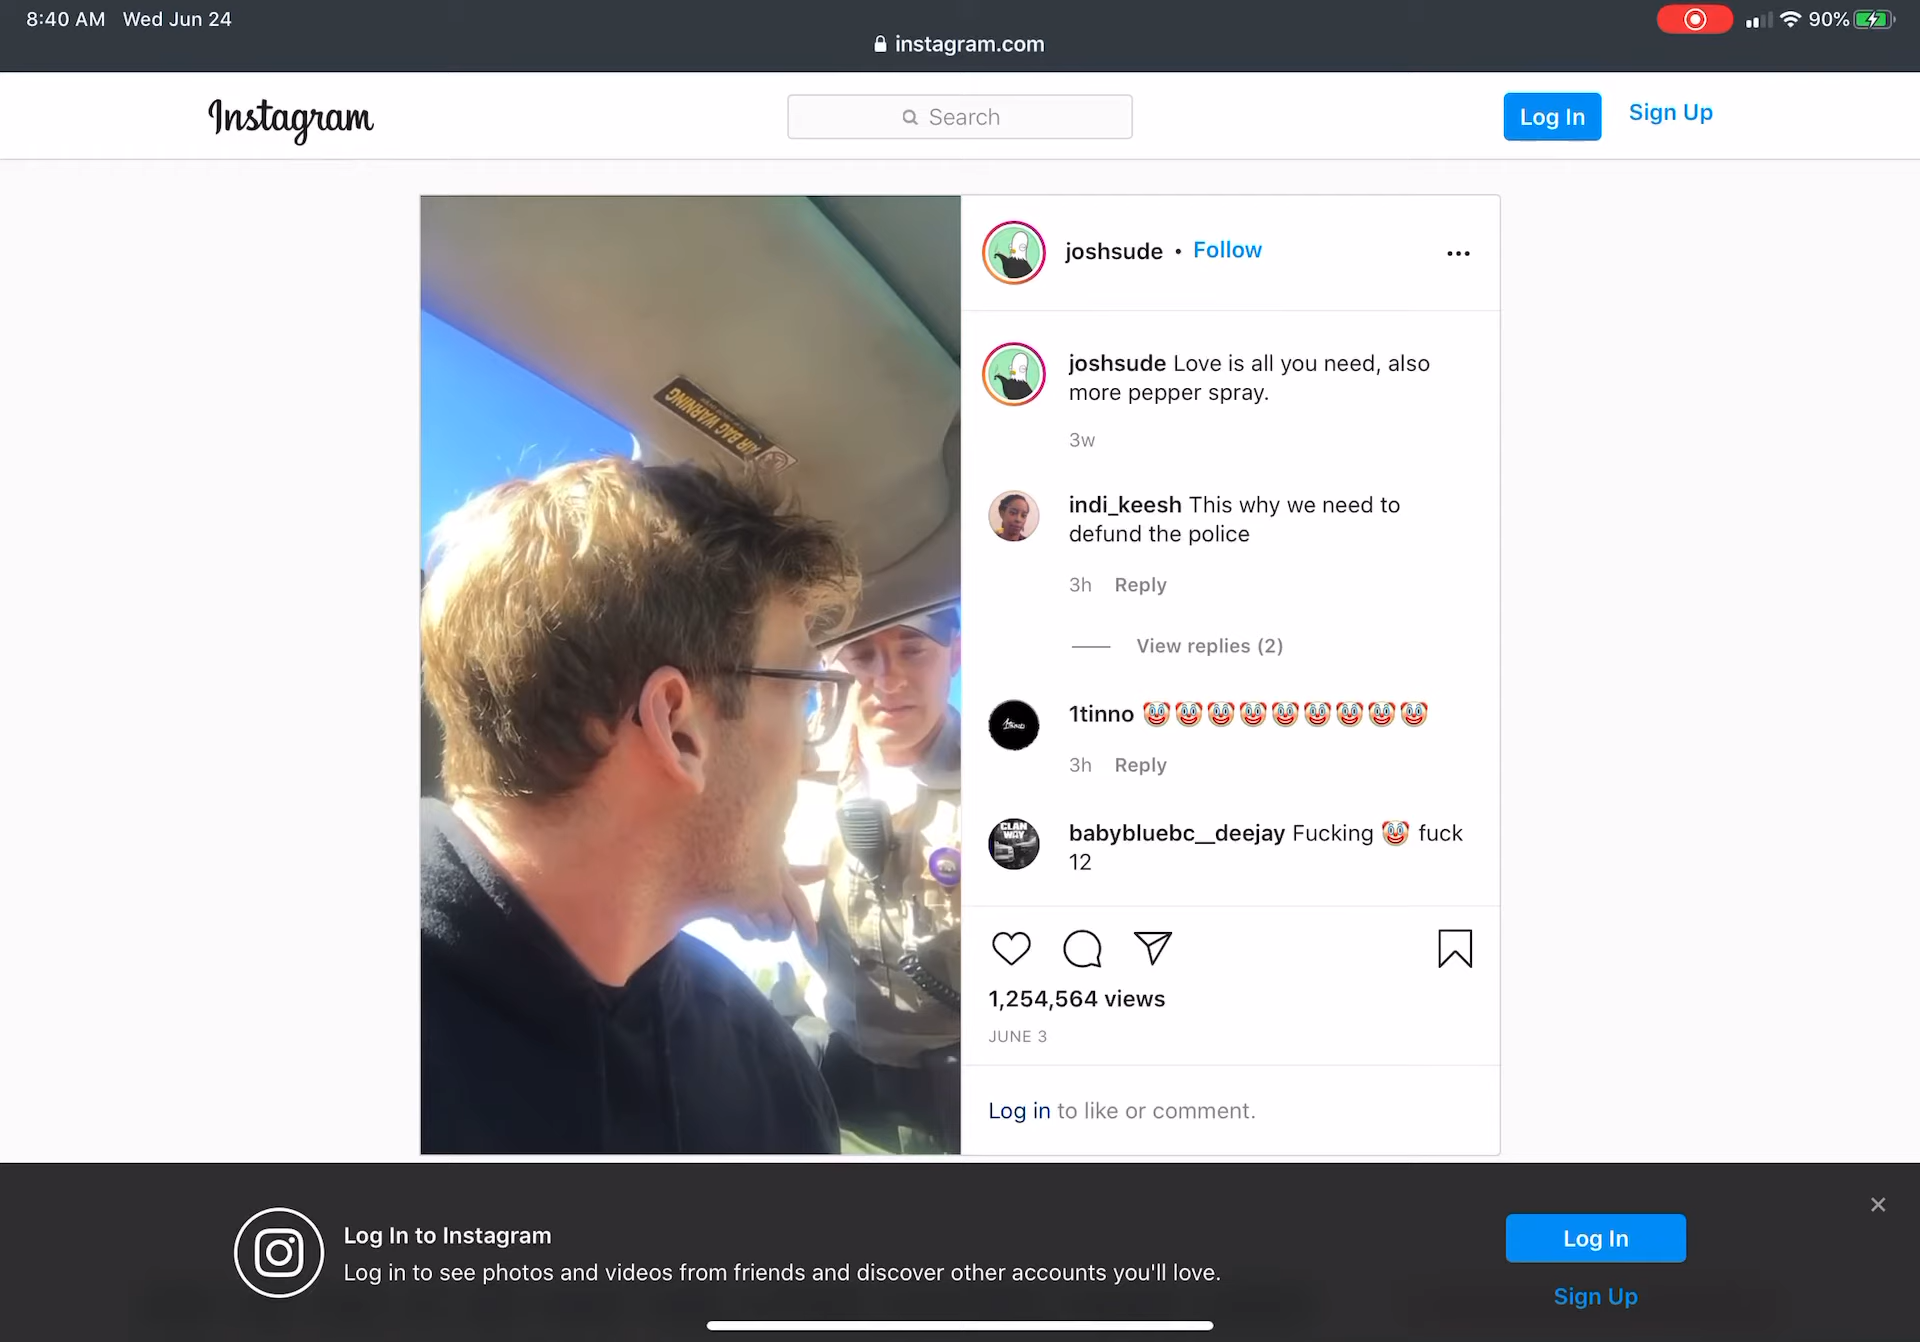 8:40 AM Wed Jun 24
90%
instagram.com
Instagram
Search
Log In
Sign Up
AIR BAG WARNING
joshsude • Follow
joshsude Love is all you need, also
more pepper spray.
3w
indi_keesh This why we need to
defund the police
3h Reply
View replies (2)
1tinno 🤡🤡🤡🤡🤡🤡🤡🤡🤡
3h Reply
CLAN
WAY
babybluebc__deejay Fucking 🤡 fuck
12
1,254,564 views
JUNE 3
Log in to like or comment.
Log In to Instagram
Log in to see photos and videos from friends and discover other accounts you'll love.
Log In
Sign Up